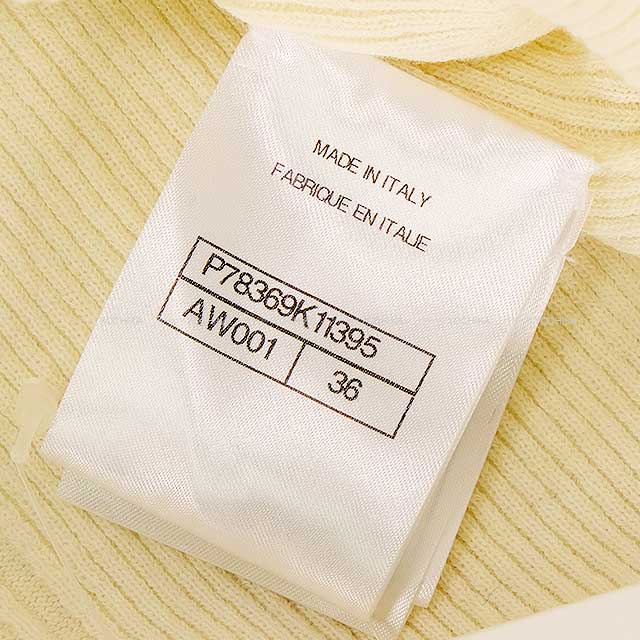 MADE IN ITALY
FABRIQUE EN ITALIE
P78369K11395
AW001 36